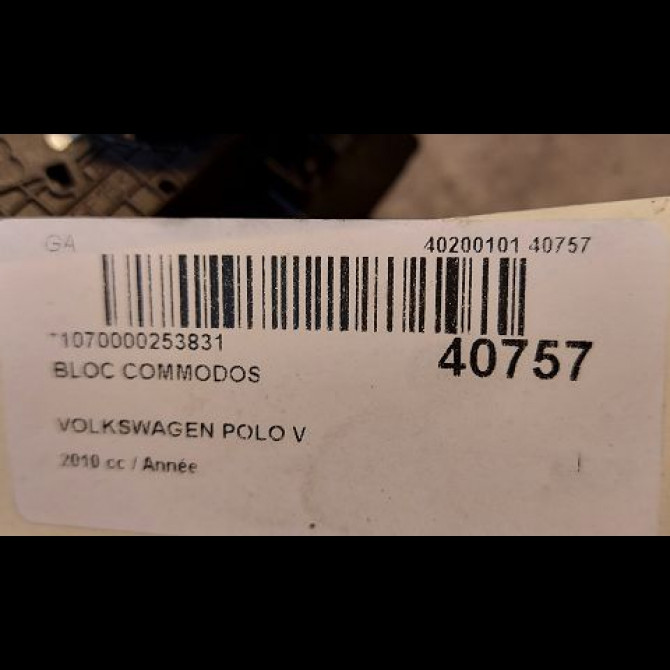 GA 40200101 40757
1070000253831
40757
BLOC COMMODOS
VOLKSWAGEN POLO V
2010 cc / Année